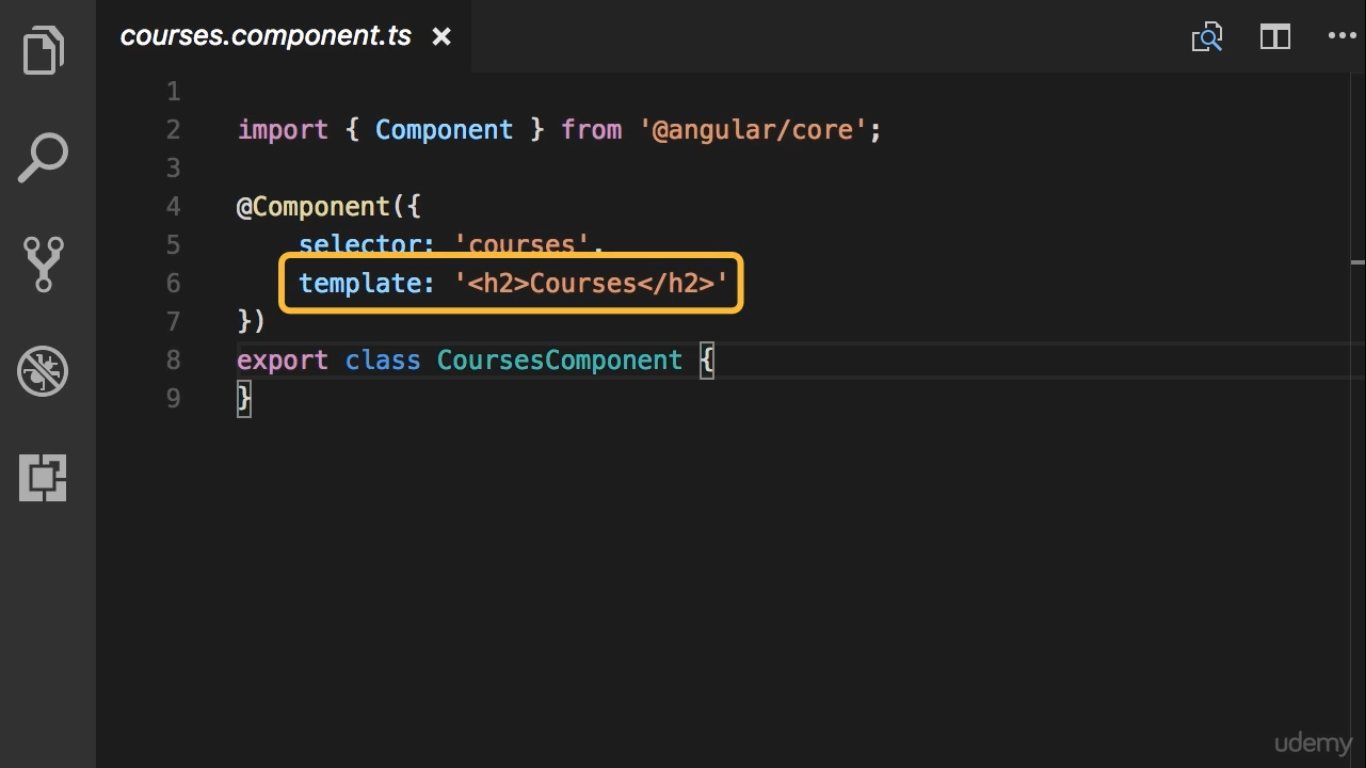 courses.component.ts
1
2 import { Component } from '@angular/core';
3
4 @Component({
5 selector: 'courses',
6 template: '<h2>Courses</h2>'
7 })
8 export class CoursesComponent {
9 }
udemy